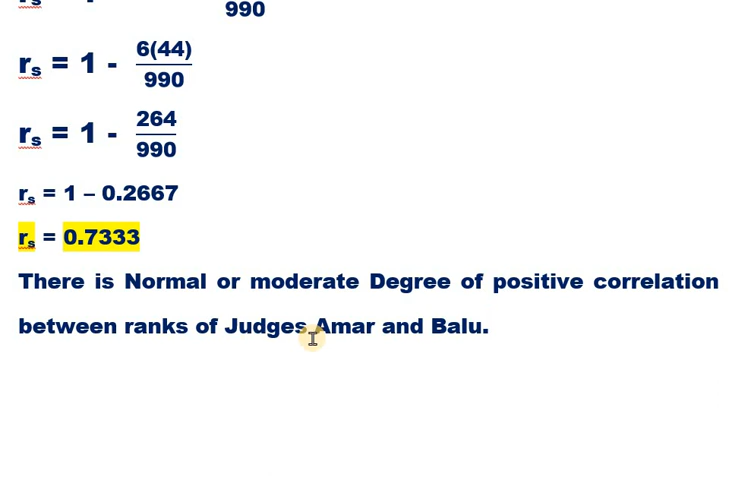 990
rs = 1 - 6(44)/990
rs = 1 - 264/990
rs = 1 – 0.2667
rs = 0.7333
There is Normal or moderate Degree of positive correlation
between ranks of Judges Amar and Balu.